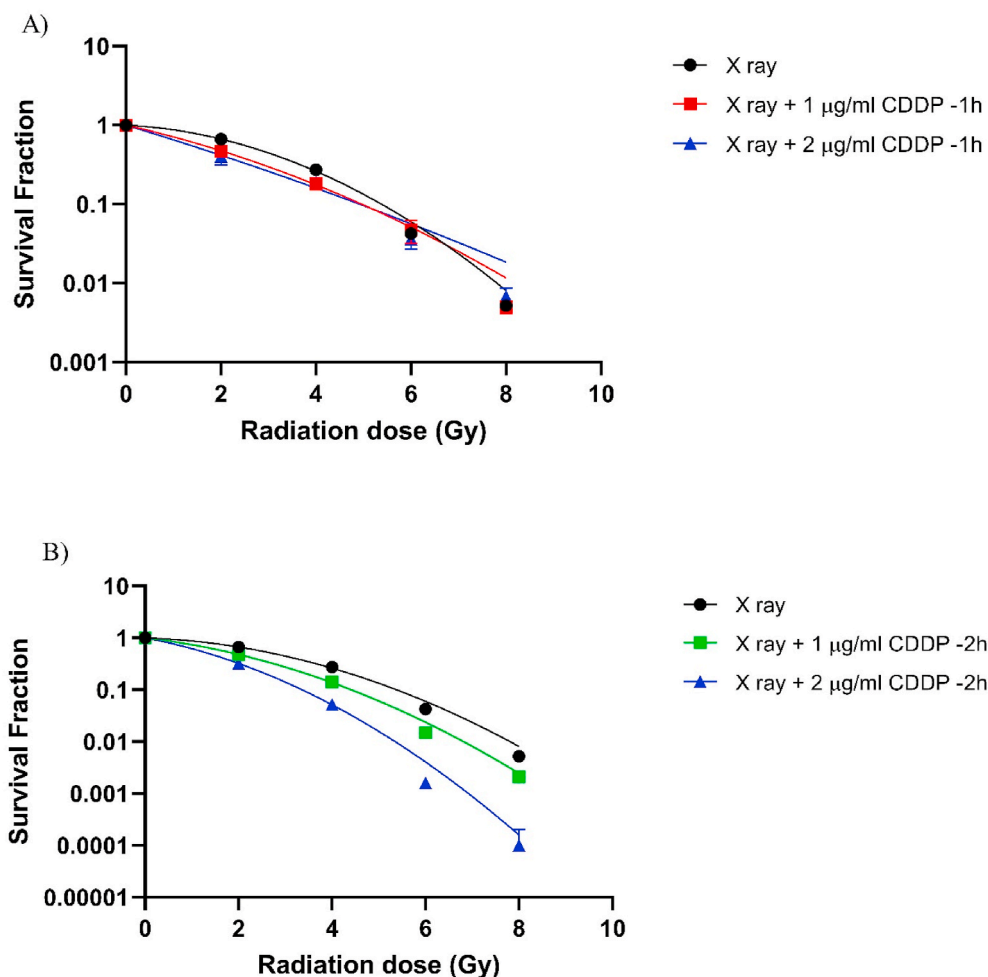 A)
10
1
0.1
0.01
0.001
Survival Fraction
0 2 4 6 8 10
Radiation dose (Gy)
X ray
X ray + 1 μg/ml CDDP -1h
X ray + 2 μg/ml CDDP -1h
B)
10
1
0.1
0.01
0.001
0.0001
0.00001
Survival Fraction
0 2 4 6 8 10
Radiation dose (Gy)
X ray
X ray + 1 μg/ml CDDP -2h
X ray + 2 μg/ml CDDP -2h